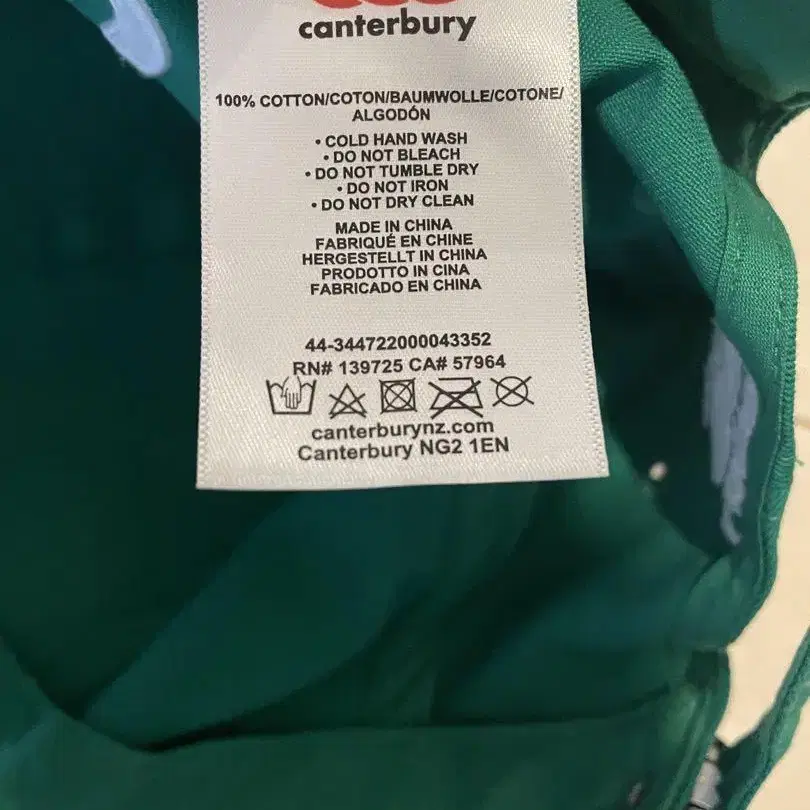 canterbury
100% COTTON/COTON/BAUMWOLLE/COTONE/
ALGODÓN
• COLD HAND WASH
• DO NOT BLEACH
• DO NOT TUMBLE DRY
• DO NOT IRON
• DO NOT DRY CLEAN
MADE IN CHINA
FABRIQUÉ EN CHINE
HERGESTELLT IN CHINA
PRODOTTO IN CINA
FABRICADO EN CHINA
44-344722000043352
RN# 139725 CA# 57964
canterburynz.com
Canterbury NG2 1EN